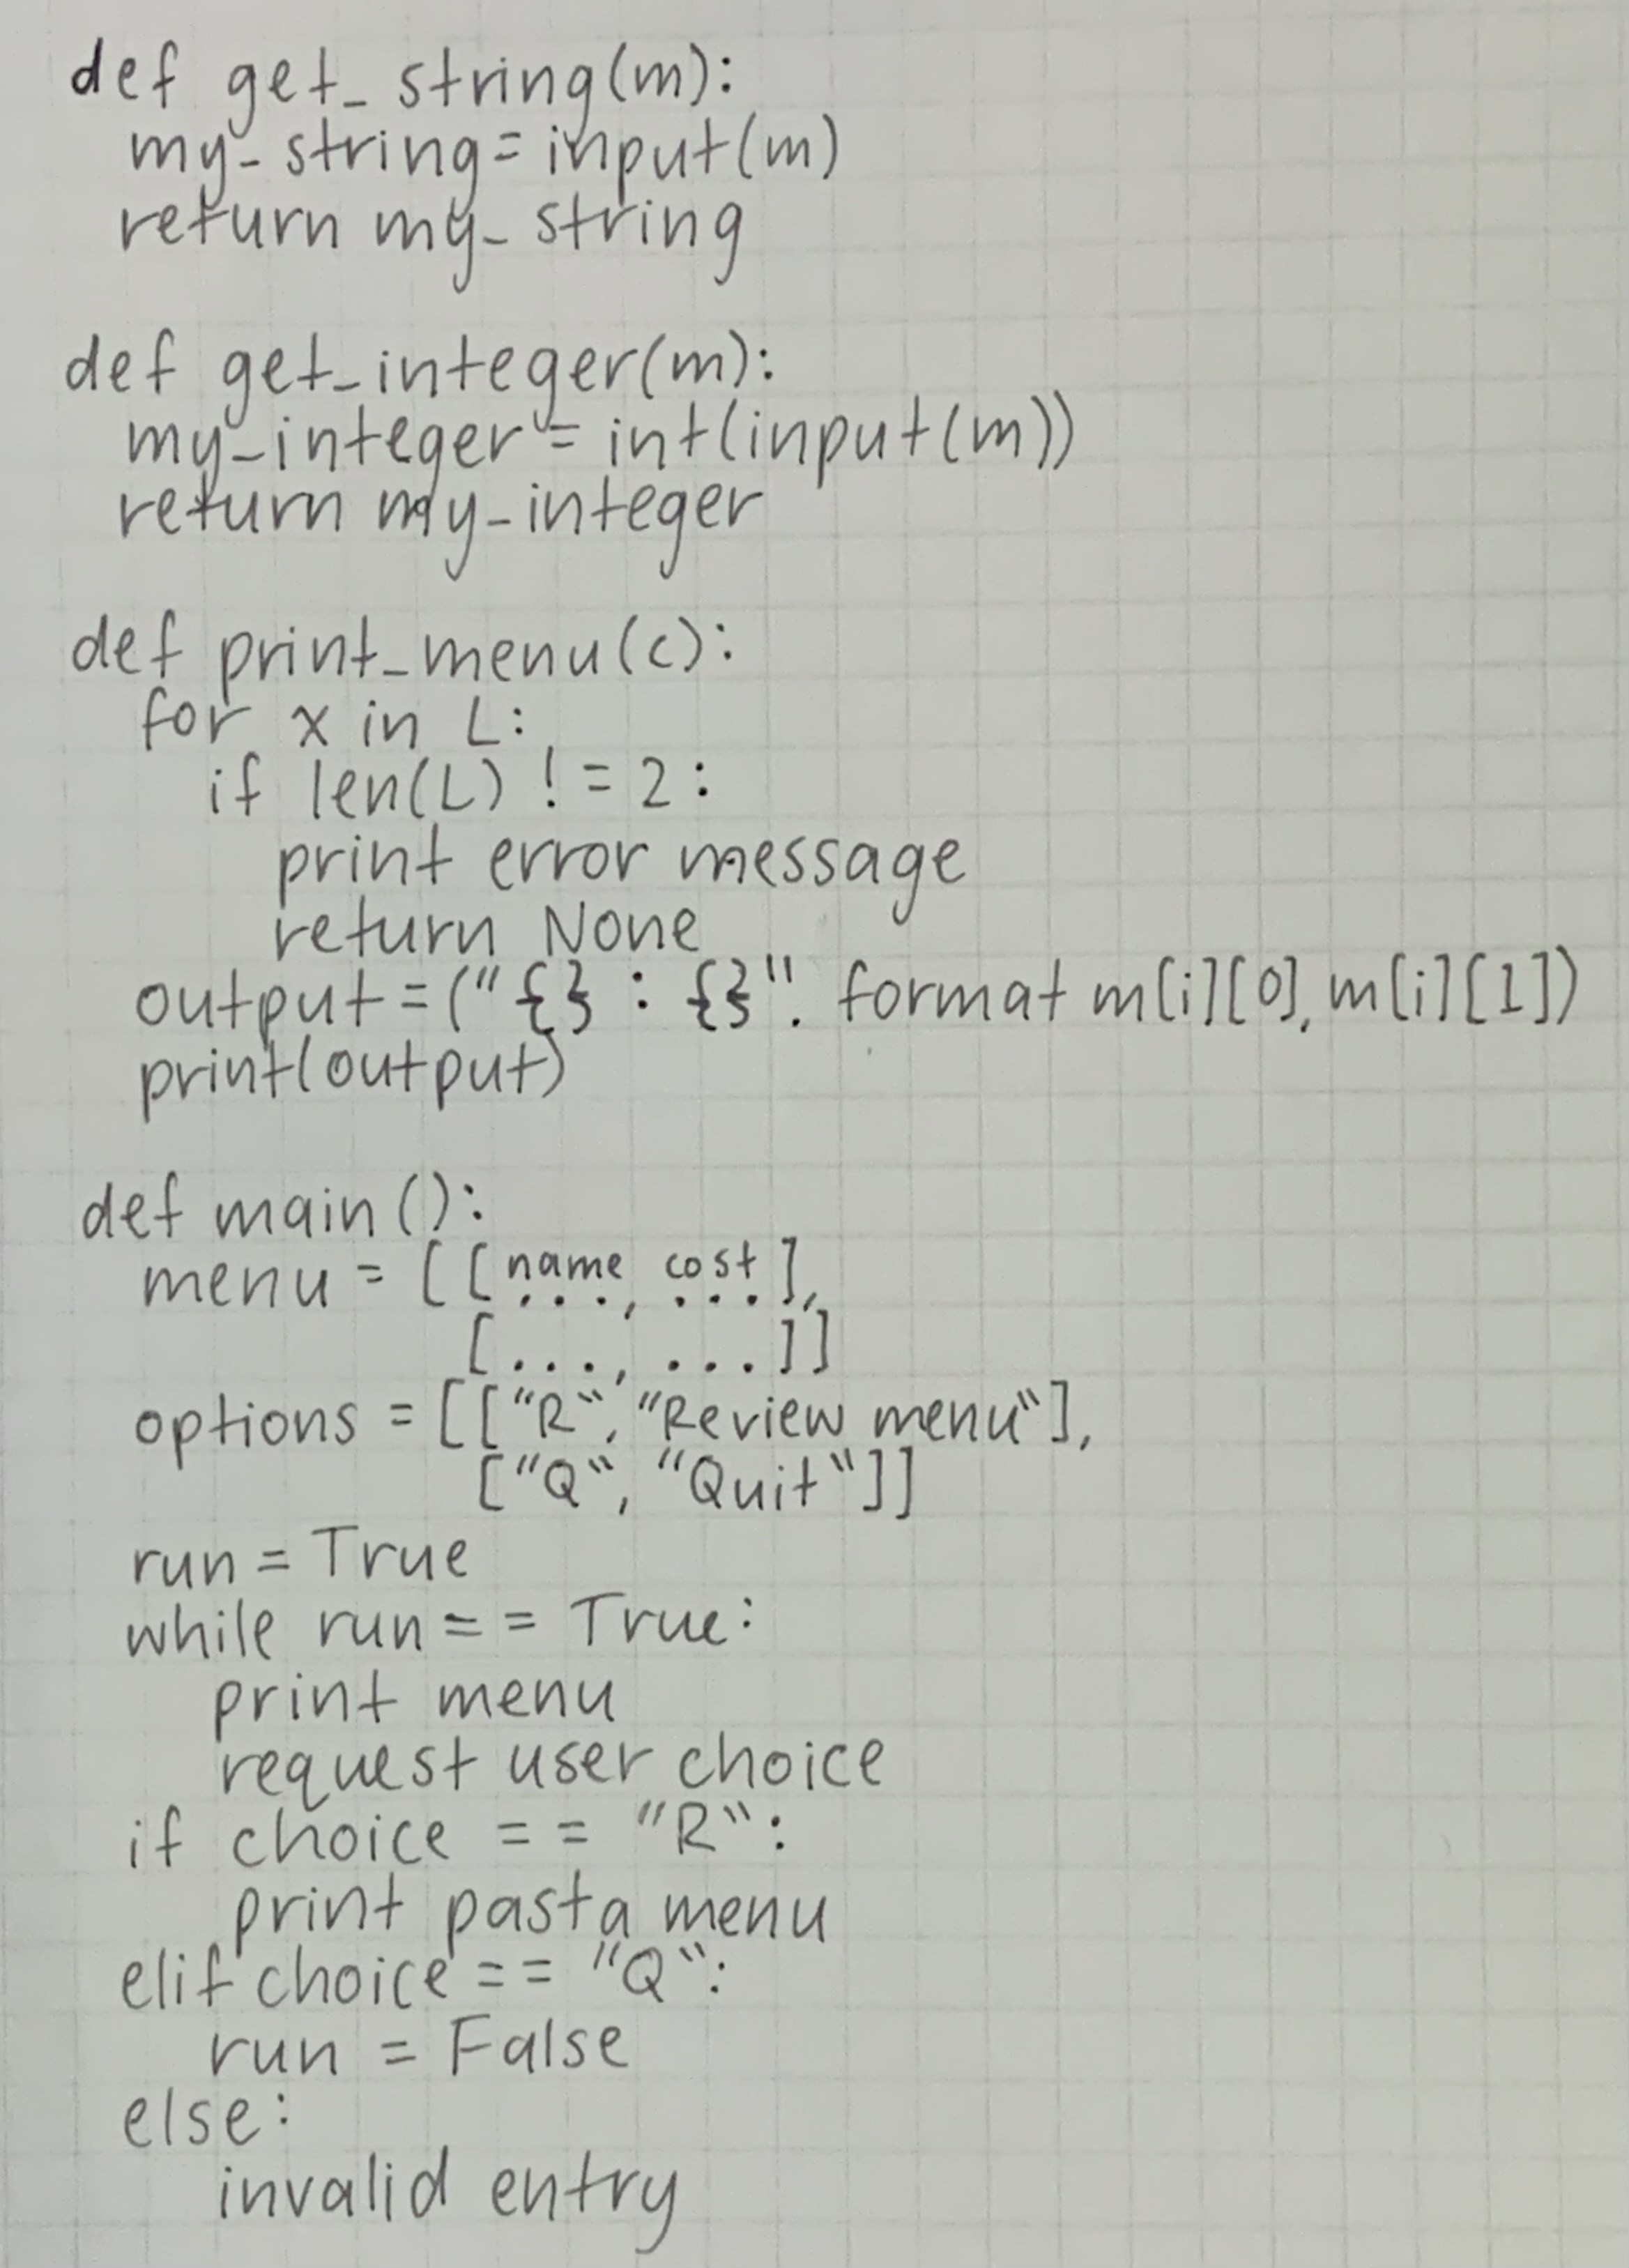 def get_string(m):
my_string = input(m)
return my_string
def get_integer(m):
my_integer = int(input(m))
return my_integer
def print_menu(c):
for x in L:
if len(L) != 2:
print error message
return None
output = ("{} : {}". format m[i][0], m[i][1])
print(output)
def main():
menu = [[name, cost],
..., ...
[..., ...]]
options = [["R", "Review menu"],
["Q", "Quit"]]
run = True
while run == True:
print menu
request user choice
if choice == "R":
print pasta menu
elif choice == "Q":
run = False
else:
invalid entry